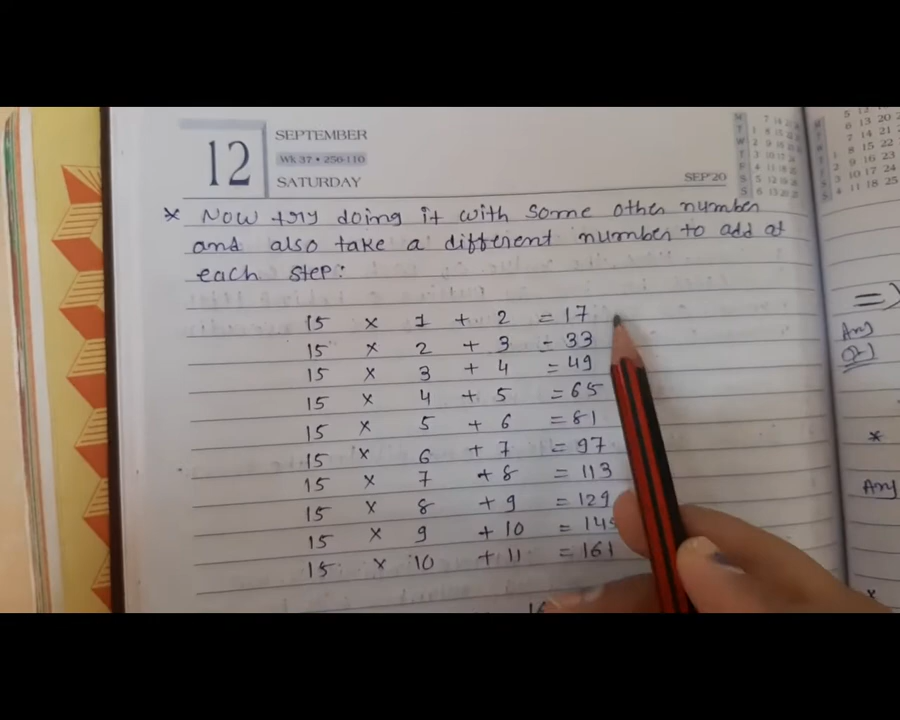 12
SEPTEMBER
Wk 37 • 256-110
SATURDAY
SEP'20
* Now try doing it with some other number
and also take a different number to add at
each step:
15 × 1 + 2 = 17
15 × 2 + 3 = 33
15 × 3 + 4 = 49
15 × 4 + 5 = 65
15 × 5 + 6 = 81
15 × 6 + 7 = 97
15 × 7 + 8 = 113
15 × 8 + 9 = 129
15 × 9 + 10 = 145
15 × 10 + 11 = 161
16
Ans
*
Ans